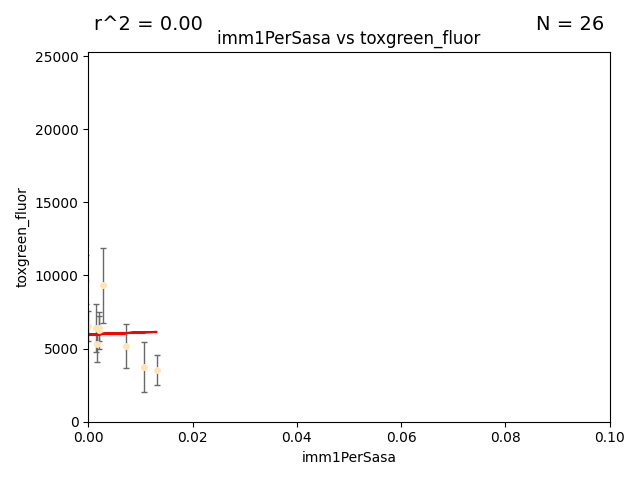 r^2 = 0.00
N = 26
imm1PerSasa vs toxgreen_fluor
25000
20000
15000
10000
5000
0
toxgreen_fluor
0.00
0.02
0.04
0.06
0.08
0.10
imm1PerSasa